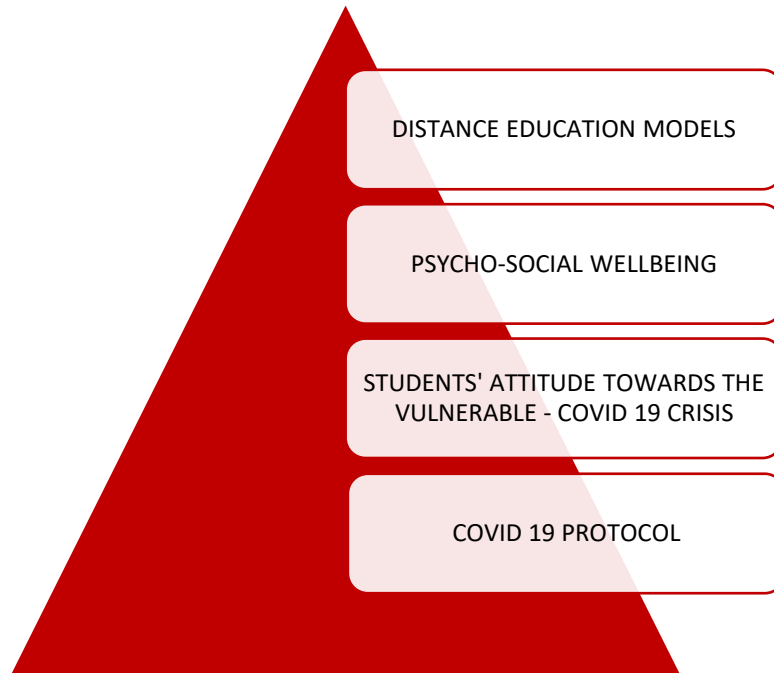 DISTANCE EDUCATION MODELS
PSYCHO-SOCIAL WELLBEING
STUDENTS' ATTITUDE TOWARDS THE
VULNERABLE - COVID 19 CRISIS
COVID 19 PROTOCOL